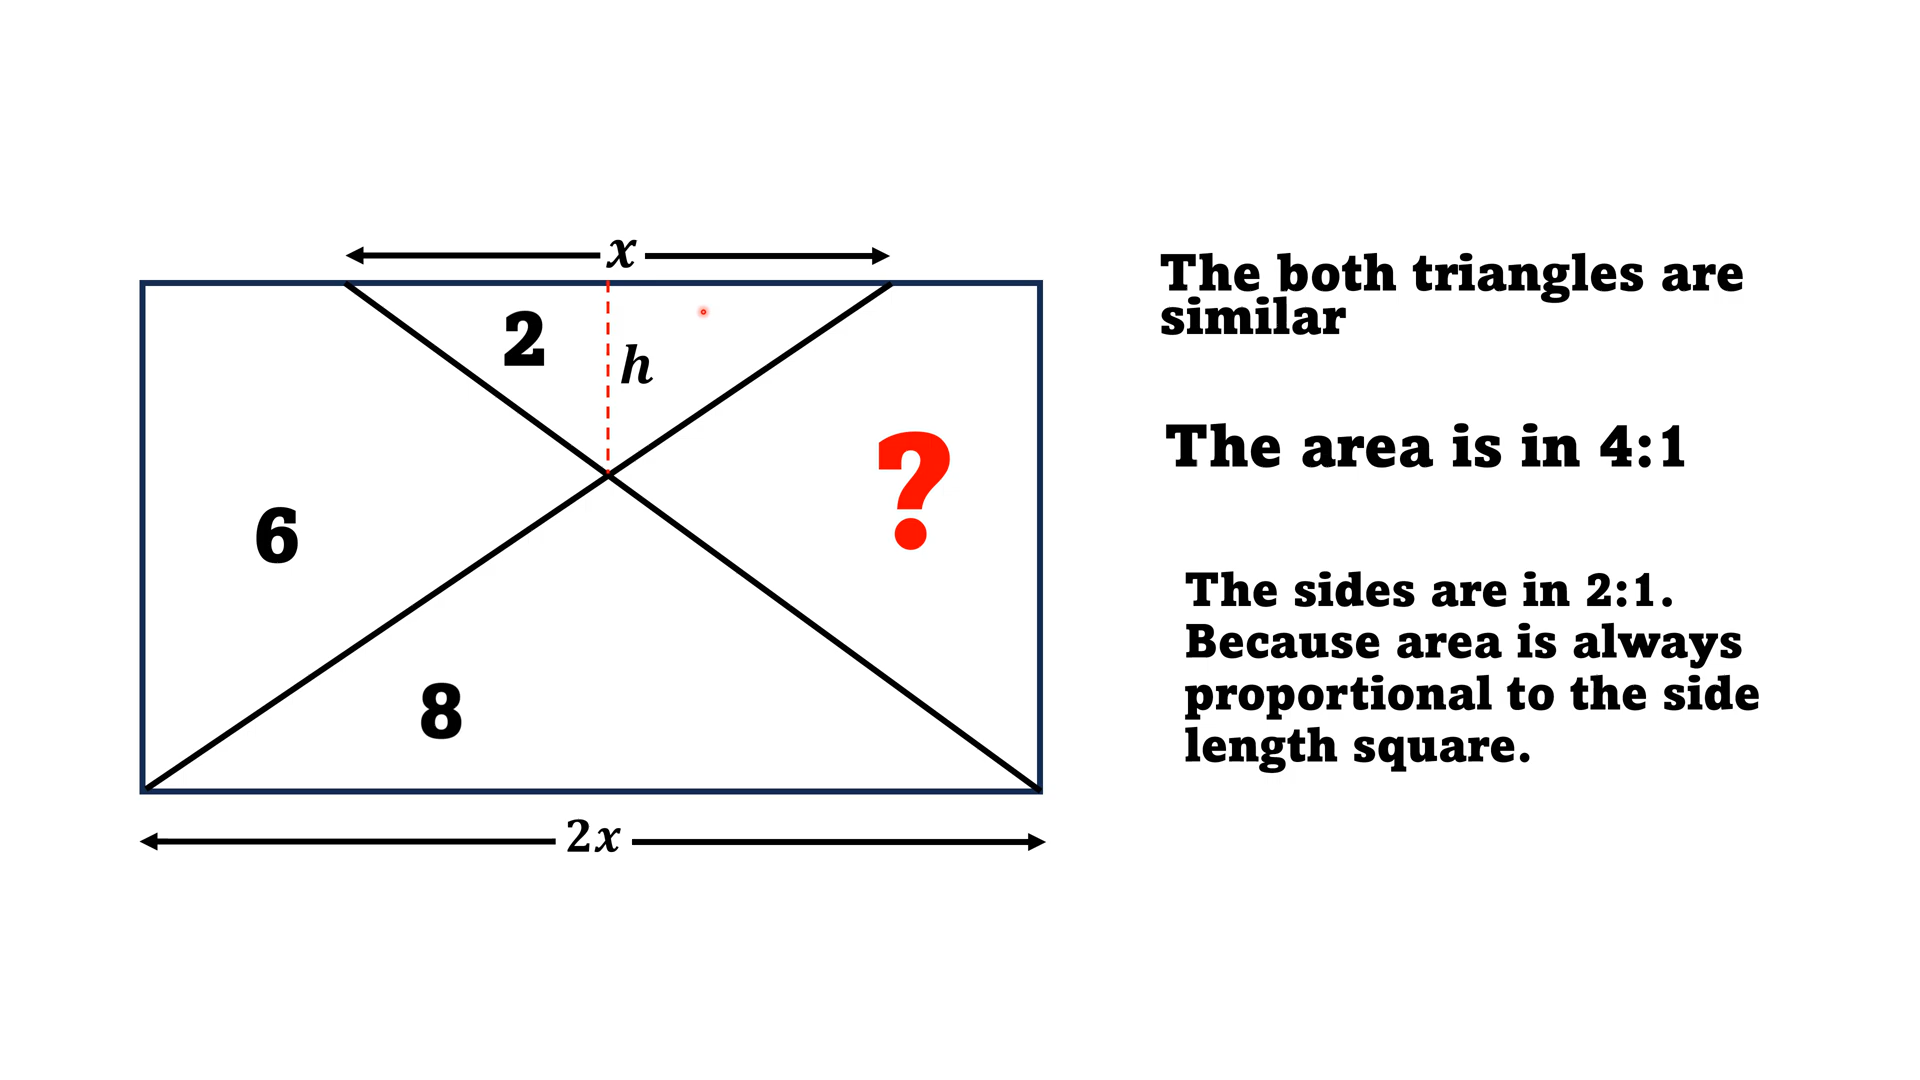 x
2
h
?
6
8
2x
The both triangles are
similar
The area is in 4:1
The sides are in 2:1.
Because area is always
proportional to the side
length square.